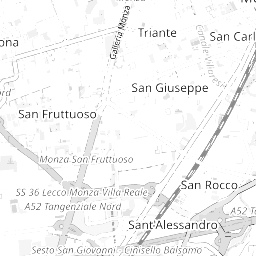 Galleria Monza
Triante
San Carl
ona
San Giuseppe
San Fruttuoso
Monza San Fruttuoso
SS 36 Lecco Monza Villa Reale
A52 Tangenziale Nord
San Rocco
A52 Ta
Sant'Alessandro
Sesto San Giovanni - Cinisello Balsamo